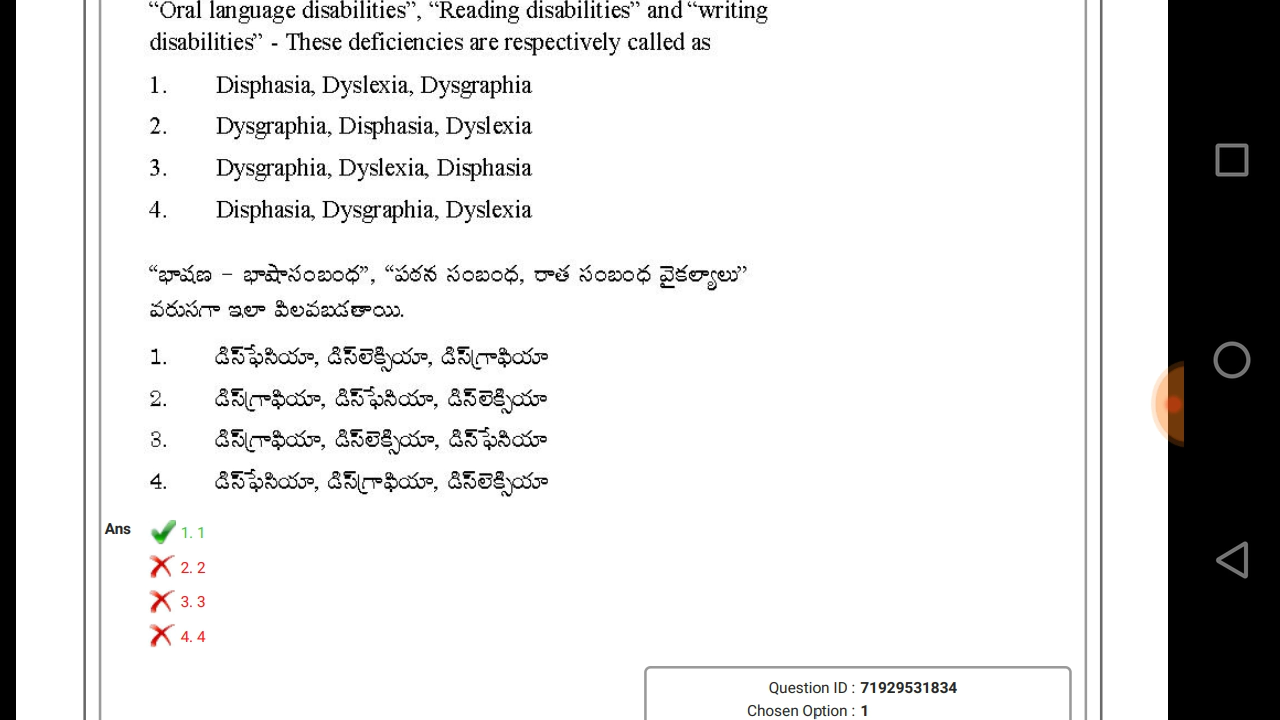 “Oral language disabilities”, “Reading disabilities” and “writing
disabilities” - These deficiencies are respectively called as
1. Disphasia, Dyslexia, Dysgraphia
2. Dysgraphia, Disphasia, Dyslexia
3. Dysgraphia, Dyslexia, Disphasia
4. Disphasia, Dysgraphia, Dyslexia
“భాషణ – భాషాసంబంధ”, “పఠన సంబంధ, రాత సంబంధ వైకల్యాలు”
వరుసగా ఇలా పిలవబడతాయి.
1. డిస్‌ఫేసియా, డిస్‌లెక్సియా, డిస్‌గ్రాఫియా
2. డిస్‌గ్రాఫియా, డిస్‌ఫేసియా, డిస్‌లెక్సియా
3. డిస్‌గ్రాఫియా, డిస్‌లెక్సియా, డిస్‌ఫేసియా
4. డిస్‌ఫేసియా, డిస్‌గ్రాఫియా, డిస్‌లెక్సియా
Ans 1. 1
2. 2
3. 3
4. 4
Question ID : 71929531834
Chosen Option : 1